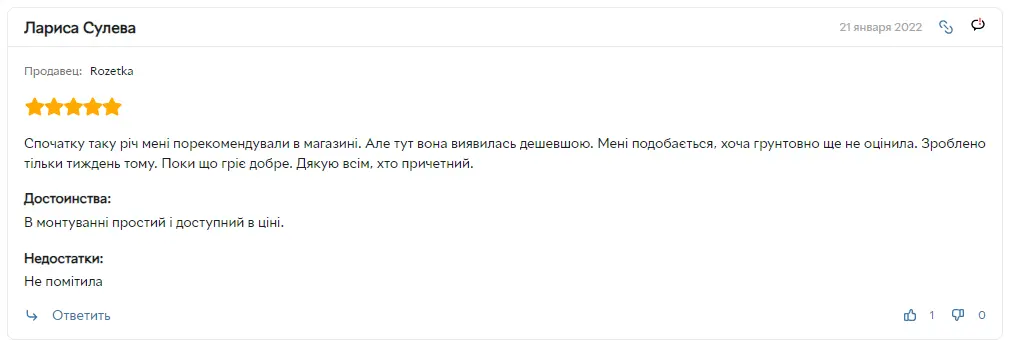 Лариса Сулева
21 января 2022
Продавец: Rozetka
Спочатку таку річ мені порекомендували в магазині. Але тут вона виявилась дешевшою. Мені подобається, хоча грунтовно ще не оцінила. Зроблено
тільки тиждень тому. Поки що гріє добре. Дякую всім, хто причетний.
Достоинства:
В монтуванні простий і доступний в ціні.
Недостатки:
Не помітила
Ответить
1 0